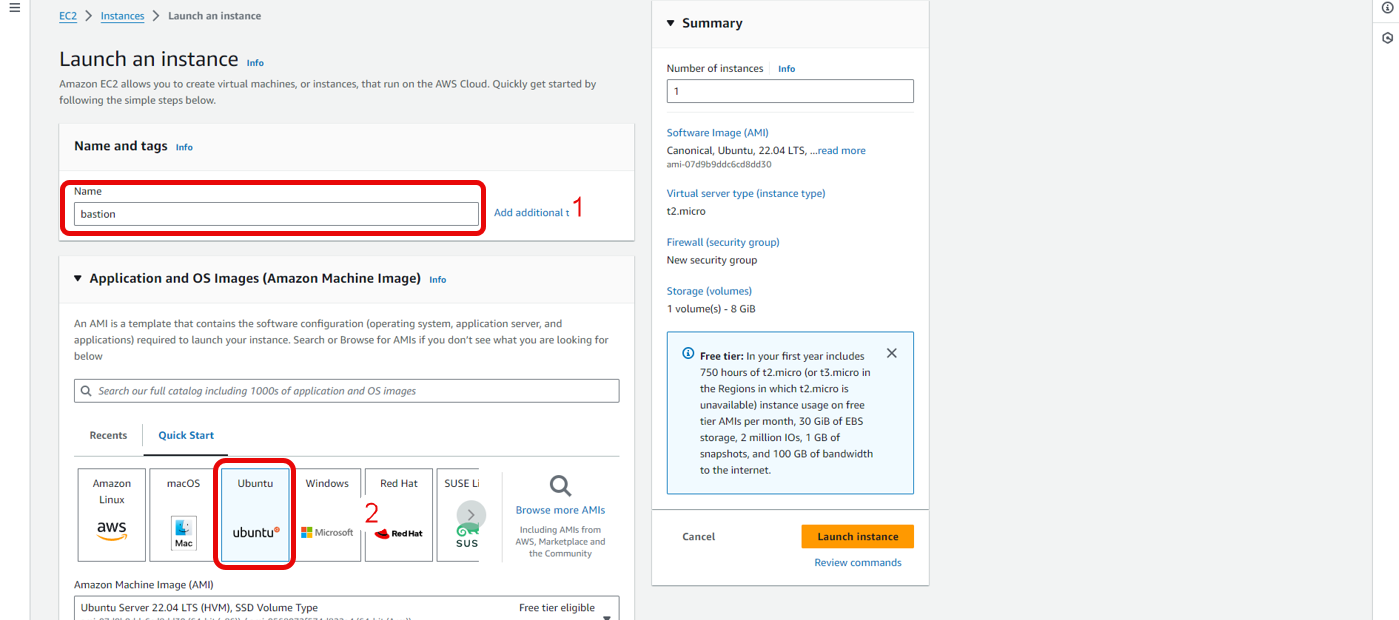 EC2 > Instances > Launch an instance
Launch an instance Info
Amazon EC2 allows you to create virtual machines, or instances, that run on the AWS Cloud. Quickly get started by
following the simple steps below.
Name and tags Info
Name
bastion
Add additional t
1
Application and OS Images (Amazon Machine Image) Info
An AMI is a template that contains the software configuration (operating system, application server, and
applications) required to launch your instance. Search or Browse for AMIs if you don't see what you are looking for
below
Search our full catalog including 1000s of application and OS images
Recents
Quick Start
Amazon
Linux
aws
macOS
Mac
Ubuntu
ubuntu
Windows
Microsoft
2
Red Hat
Red Hat
SUSE Li
SUS
Browse more AMIs
Including AMIs from
AWS, Marketplace and
the Community
Amazon Machine Image (AMI)
Ubuntu Server 22.04 LTS (HVM), SSD Volume Type
Free tier eligible
Summary
Number of instances Info
1
Software Image (AMI)
Canonical, Ubuntu, 22.04 LTS, ...read more
ami-07d9b9ddc6cd8dd30
Virtual server type (instance type)
t2.micro
Firewall (security group)
New security group
Storage (volumes)
1 volume(s) - 8 GiB
Free tier: In your first year includes
750 hours of t2.micro (or t3.micro in
the Regions in which t2.micro is
unavailable) instance usage on free
tier AMIs per month, 30 GiB of EBS
storage, 2 million IOs, 1 GB of
snapshots, and 100 GB of bandwidth
to the internet.
Cancel
Launch instance
Review commands